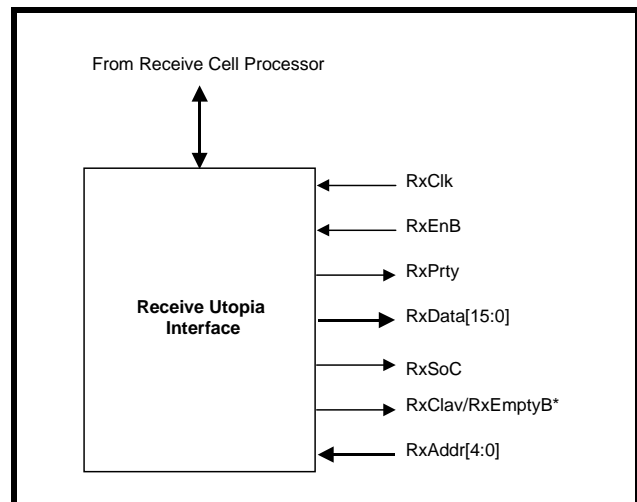 From Receive Cell Processor
RxClk
RxEnB
RxPrty
Receive Utopia
Interface
RxData[15:0]
RxSoC
RxClav/RxEmptyB*
RxAddr[4:0]